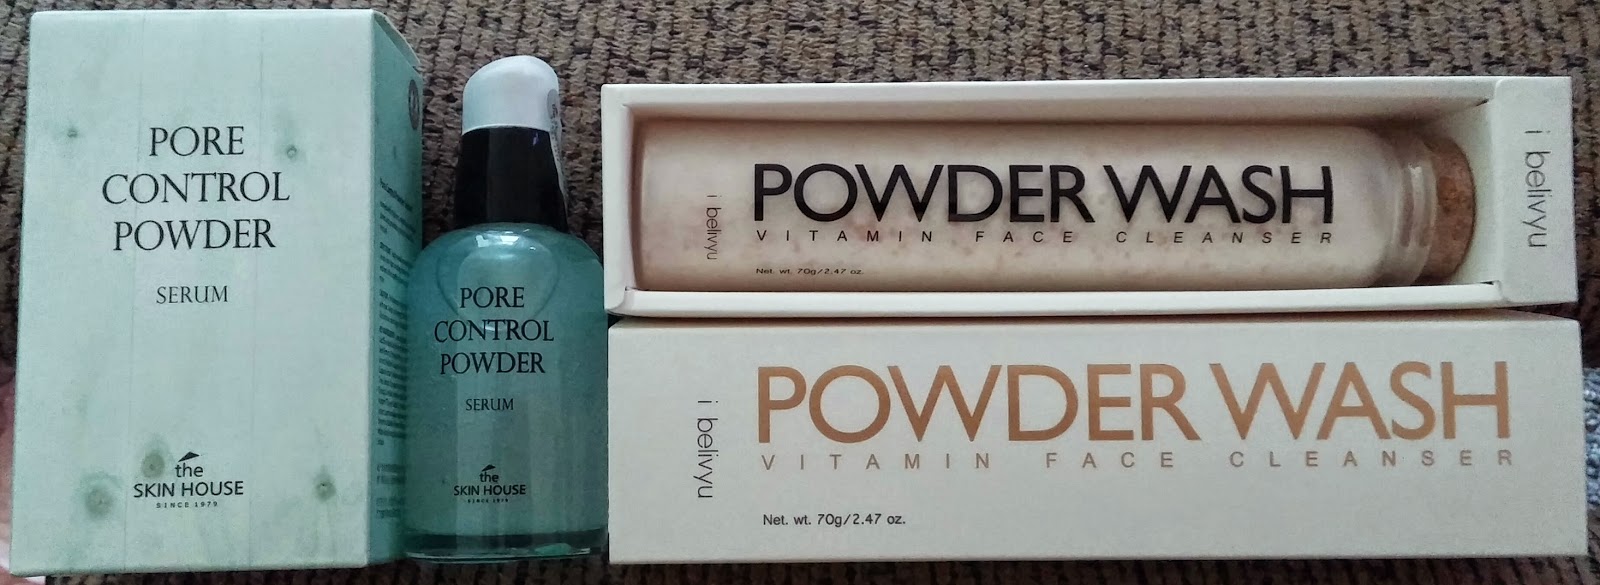 PORE
CONTROL
POWDER
SERUM
the
SKIN HOUSE
SINCE 1979
PORE
CONTROL
POWDER
SERUM
the
SKIN HOUSE
SINCE 1979
i belivyu
POWDER WASH
VITAMIN FACE CLEANSER
Net. wt. 70g/2.47 oz.
i belivyu
i belivyu
POWDER WASH
VITAMIN FACE CLEANSER
Net. wt. 70g/2.47 oz.